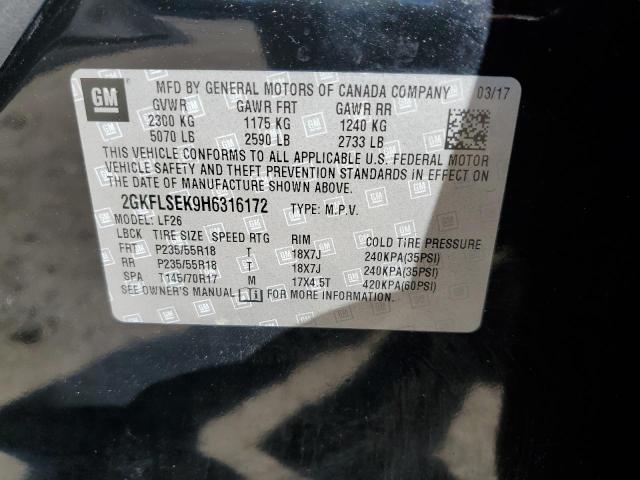 GM MFD BY GENERAL MOTORS OF CANADA COMPANY 03/17
GVWR GAWR FRT GAWR RR
2300 KG 1175 KG 1240 KG
5070 LB 2590 LB 2733 LB
THIS VEHICLE CONFORMS TO ALL APPLICABLE U.S. FEDERAL MOTOR
VEHICLE SAFETY AND THEFT PREVENTION STANDARDS IN EFFECT ON
THE DATE OF MANUFACTURE SHOWN ABOVE.
2GKFLSEK9H6316172 TYPE: M.P.V.
MODEL: LF26
LBCK TIRE SIZE SPEED RTG RIM COLD TIRE PRESSURE
FRT P235/55R18 T 18X7J 240KPA(35PSI)
RR P235/55R18 T 18X7J 240KPA(35PSI)
SPA T145/70R17 M 17X4.5T 420KPA(60PSI)
SEE OWNER'S MANUAL FOR MORE INFORMATION.